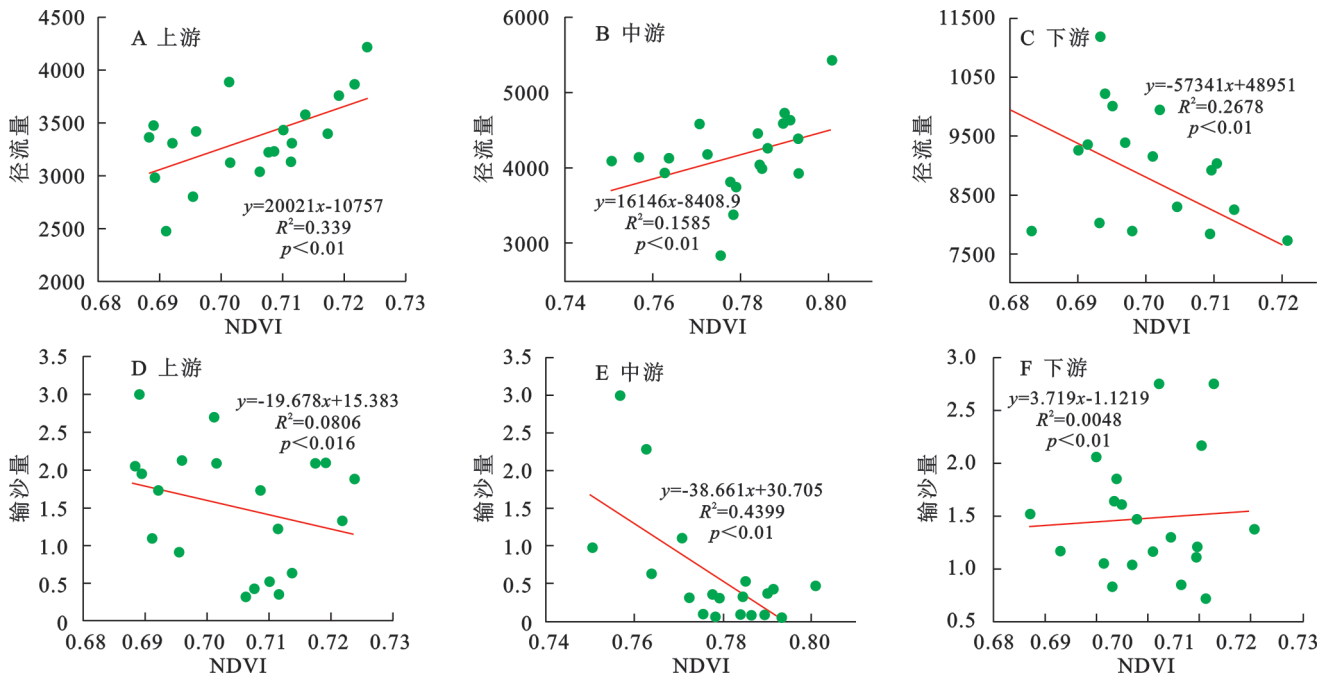 A 上游
径流量
4500
4000
3500
3000
2500
2000
y=20021x-10757
R²=0.339
p<0.01
0.68 0.69 0.70 0.71 0.72 0.73
NDVI
B 中游
径流量
6000
5000
4000
3000
y=16146x-8408.9
R²=0.1585
p<0.01
0.74 0.76 0.78 0.80
NDVI
C 下游
径流量
11500
1050
9500
8500
7500
y=-57341x+48951
R²=0.2678
p<0.01
0.68 0.69 0.70 0.71 0.72
NDVI
D 上游
输沙量
3.5
3.0
2.5
2.0
1.5
1.0
0.5
0
y=-19.678x+15.383
R²=0.0806
p<0.016
0.68 0.69 0.70 0.71 0.72 0.73
NDVI
E 中游
输沙量
3.5
3.0
2.5
2.0
1.5
1.0
0.5
0
y=-38.661x+30.705
R²=0.4399
p<0.01
0.74 0.76 0.78 0.80
NDVI
F 下游
输沙量
3.0
2.5
2.0
1.5
1.0
0.5
y=3.719x-1.1219
R²=0.0048
p<0.01
0.68 0.69 0.70 0.71 0.72 0.73
NDVI